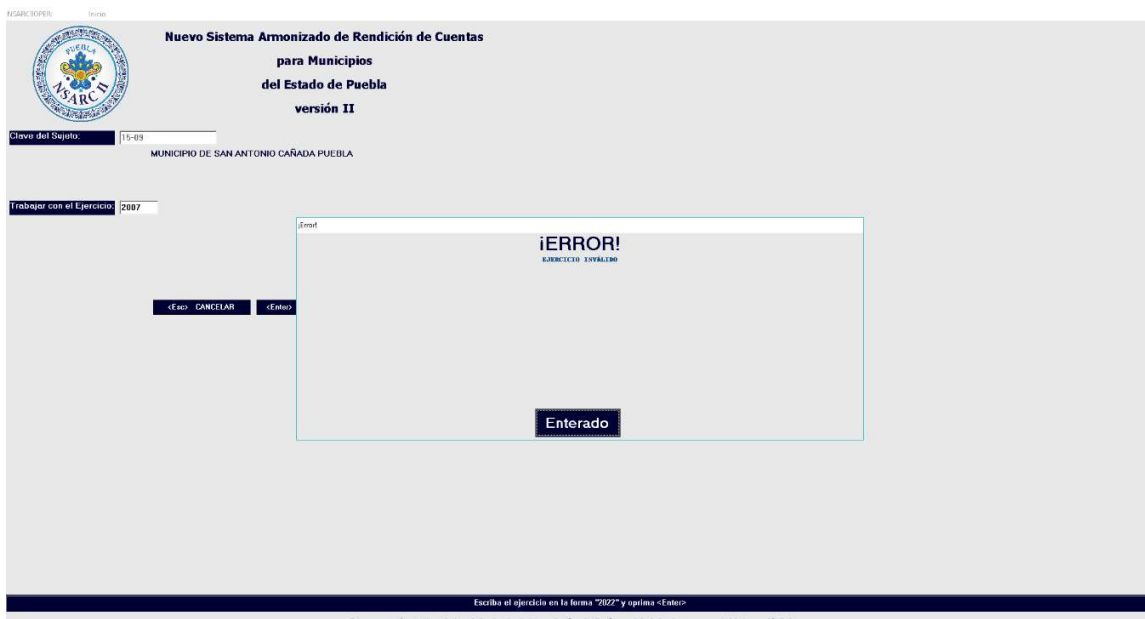 NSARCIIOPER: Inicio
Nuevo Sistema Armonizado de Rendición de Cuentas
para Municipios
del Estado de Puebla
versión II
PUEBLA
NSARC II
Clave del Sujeto: 15-09
MUNICIPIO DE SAN ANTONIO CAÑADA PUEBLA
Trabajar con el Ejercicio: 2007
¡Error!
¡ERROR!
EJERCICIO INVÁLIDO
<Esc> CANCELAR <Enter>
Enterado
Escriba el ejercicio en la forma "2022" y oprima <Enter>